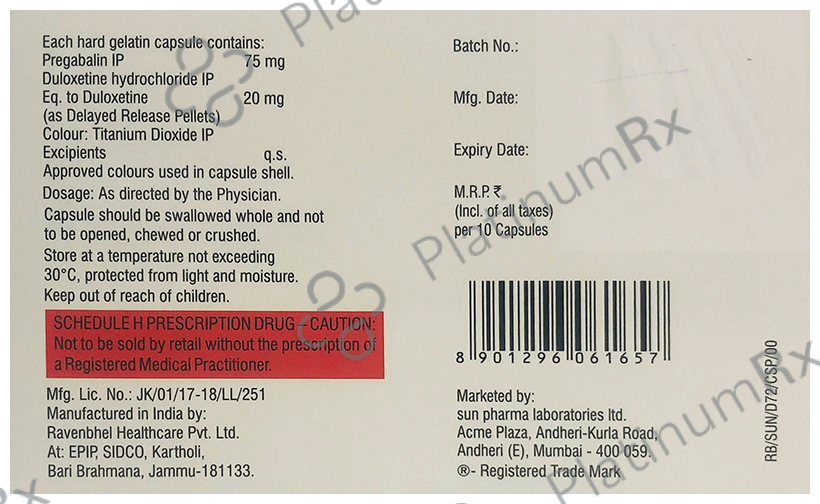 Each hard gelatin capsule contains:
Pregabalin IP 75 mg
Duloxetine hydrochloride IP
Eq. to Duloxetine 20 mg
(as Delayed Release Pellets)
Colour: Titanium Dioxide IP
Excipients q.s.
Approved colours used in capsule shell.
Dosage: As directed by the Physician.
Capsule should be swallowed whole and not
to be opened, chewed or crushed.
Store at a temperature not exceeding
30°C, protected from light and moisture.
Keep out of reach of children.
SCHEDULE H PRESCRIPTION DRUG - CAUTION:
Not to be sold by retail without the prescription of
a Registered Medical Practitioner.
Mfg. Lic. No.: JK/01/17-18/LL/251
Manufactured in India by:
Ravenbhel Healthcare Pvt. Ltd.
At: EPIP, SIDCO, Kartholi,
Bari Brahmana, Jammu-181133.
Batch No.:
Mfg. Date:
Expiry Date:
M.R.P. ₹
(Incl. of all taxes)
per 10 Capsules
8 901296 061657
Marketed by:
sun pharma laboratories ltd.
Acme Plaza, Andheri-Kurla Road,
Andheri (E), Mumbai - 400 059.
®- Registered Trade Mark
RB/SUN/D72/CSP/00
PlatinumRx
PlatinumRx
PlatinumRx
Rx